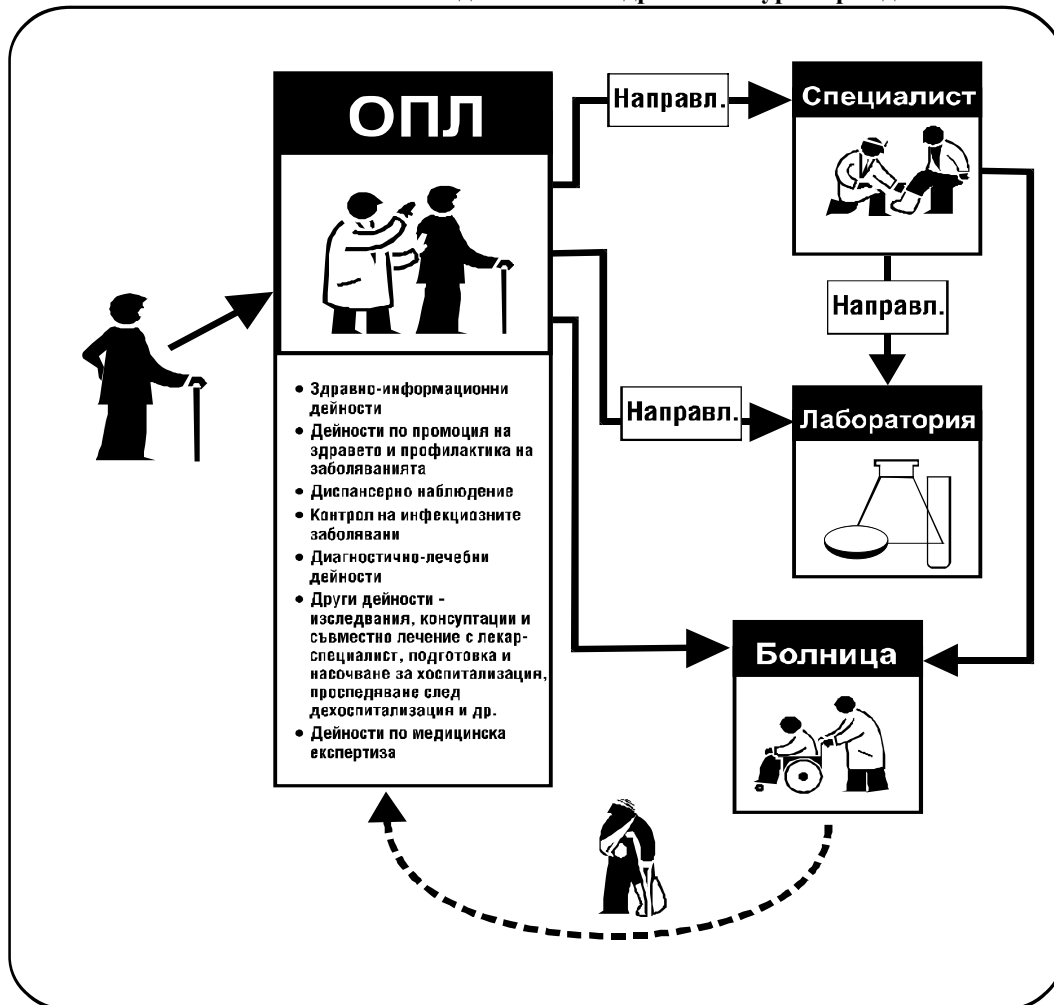 ОПЛ
• Здравно-информационни
дейности
• Дейности по промоция на
здравето и профилактика на
заболяванията
• Диспансерно наблюдение
• Контрол на инфекциозните
заболявани
• Диагностично-лечебни
дейности
• Други дейности -
изследвания, консуптации и
съвместно лечение с лекар-
специалист, подготовка и
насочване за хоспитализация,
проспедяване след
дехоспитализация и др.
• Дейности по медицинска
експертиза
Направл.
Специалист
Направл.
Направл.
Лаборатория
Болница